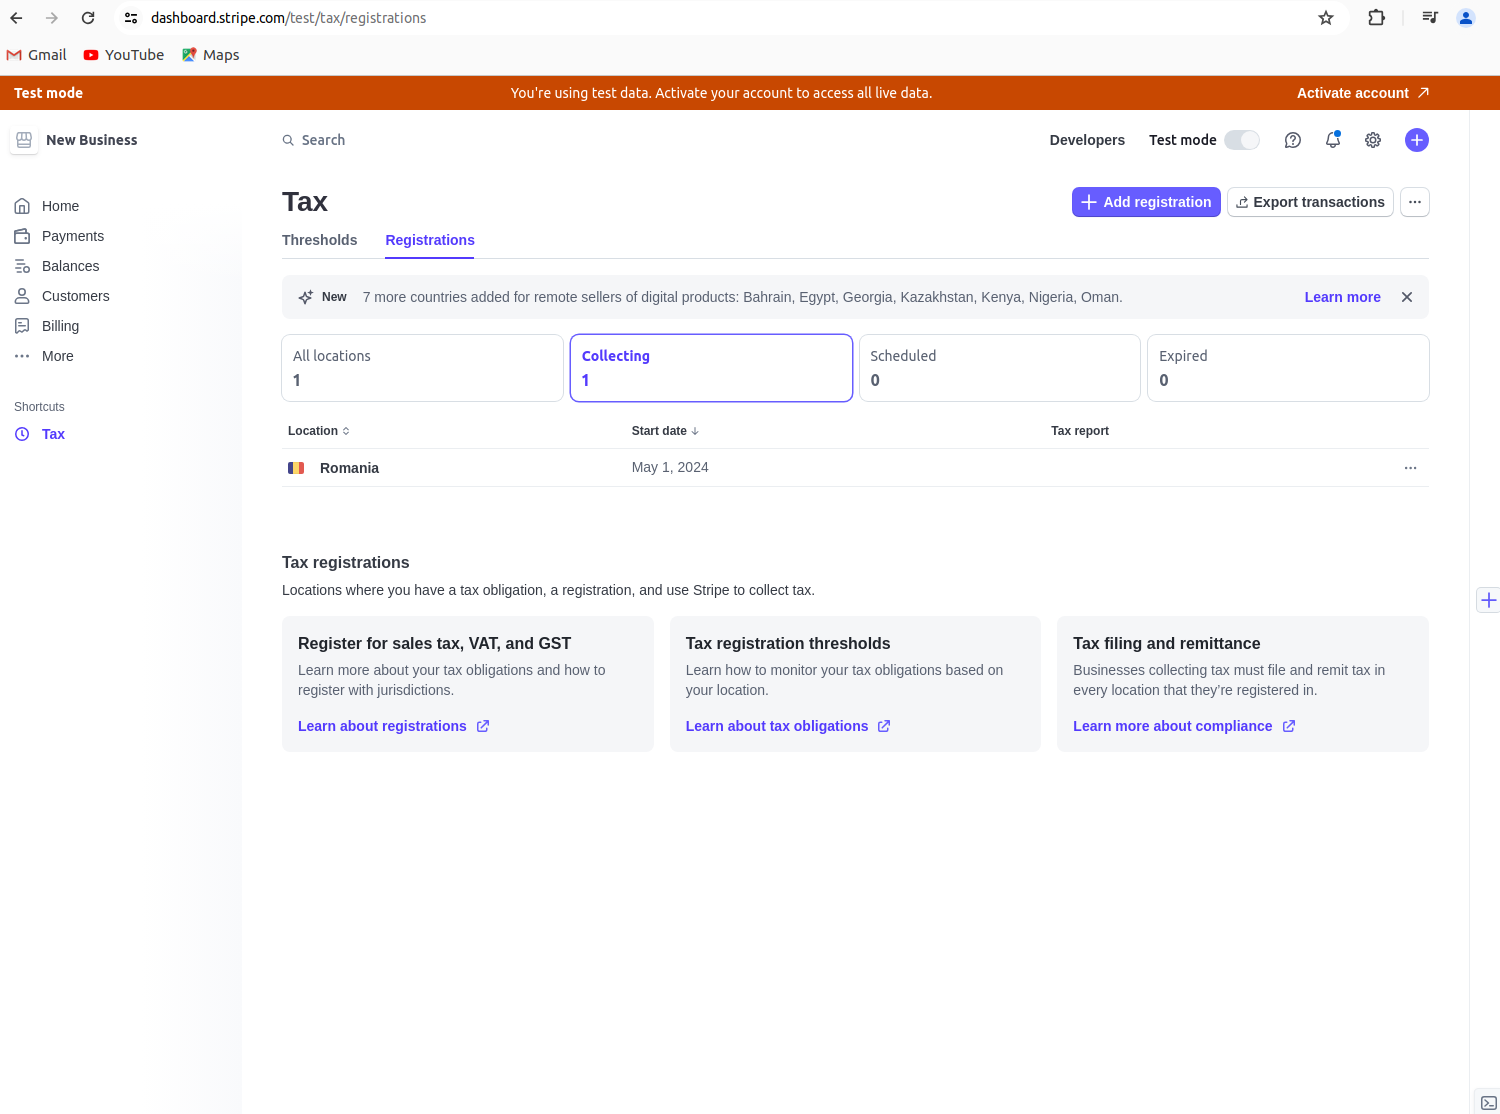 dashboard.stripe.com/test/tax/registrations
Gmail YouTube Maps
Test mode You're using test data. Activate your account to access all live data. Activate account
New Business Search Developers Test mode
Tax
Add registration Export transactions
Home
Payments
Balances
Customers
Billing
More
Shortcuts
Tax
Thresholds Registrations
New 7 more countries added for remote sellers of digital products: Bahrain, Egypt, Georgia, Kazakhstan, Kenya, Nigeria, Oman. Learn more
All locations
1
Collecting
1
Scheduled
0
Expired
0
Location Start date Tax report
Romania May 1, 2024
Tax registrations
Locations where you have a tax obligation, a registration, and use Stripe to collect tax.
Register for sales tax, VAT, and GST
Learn more about your tax obligations and how to
register with jurisdictions.
Learn about registrations
Tax registration thresholds
Learn how to monitor your tax obligations based on
your location.
Learn about tax obligations
Tax filing and remittance
Businesses collecting tax must file and remit tax in
every location that they’re registered in.
Learn more about compliance